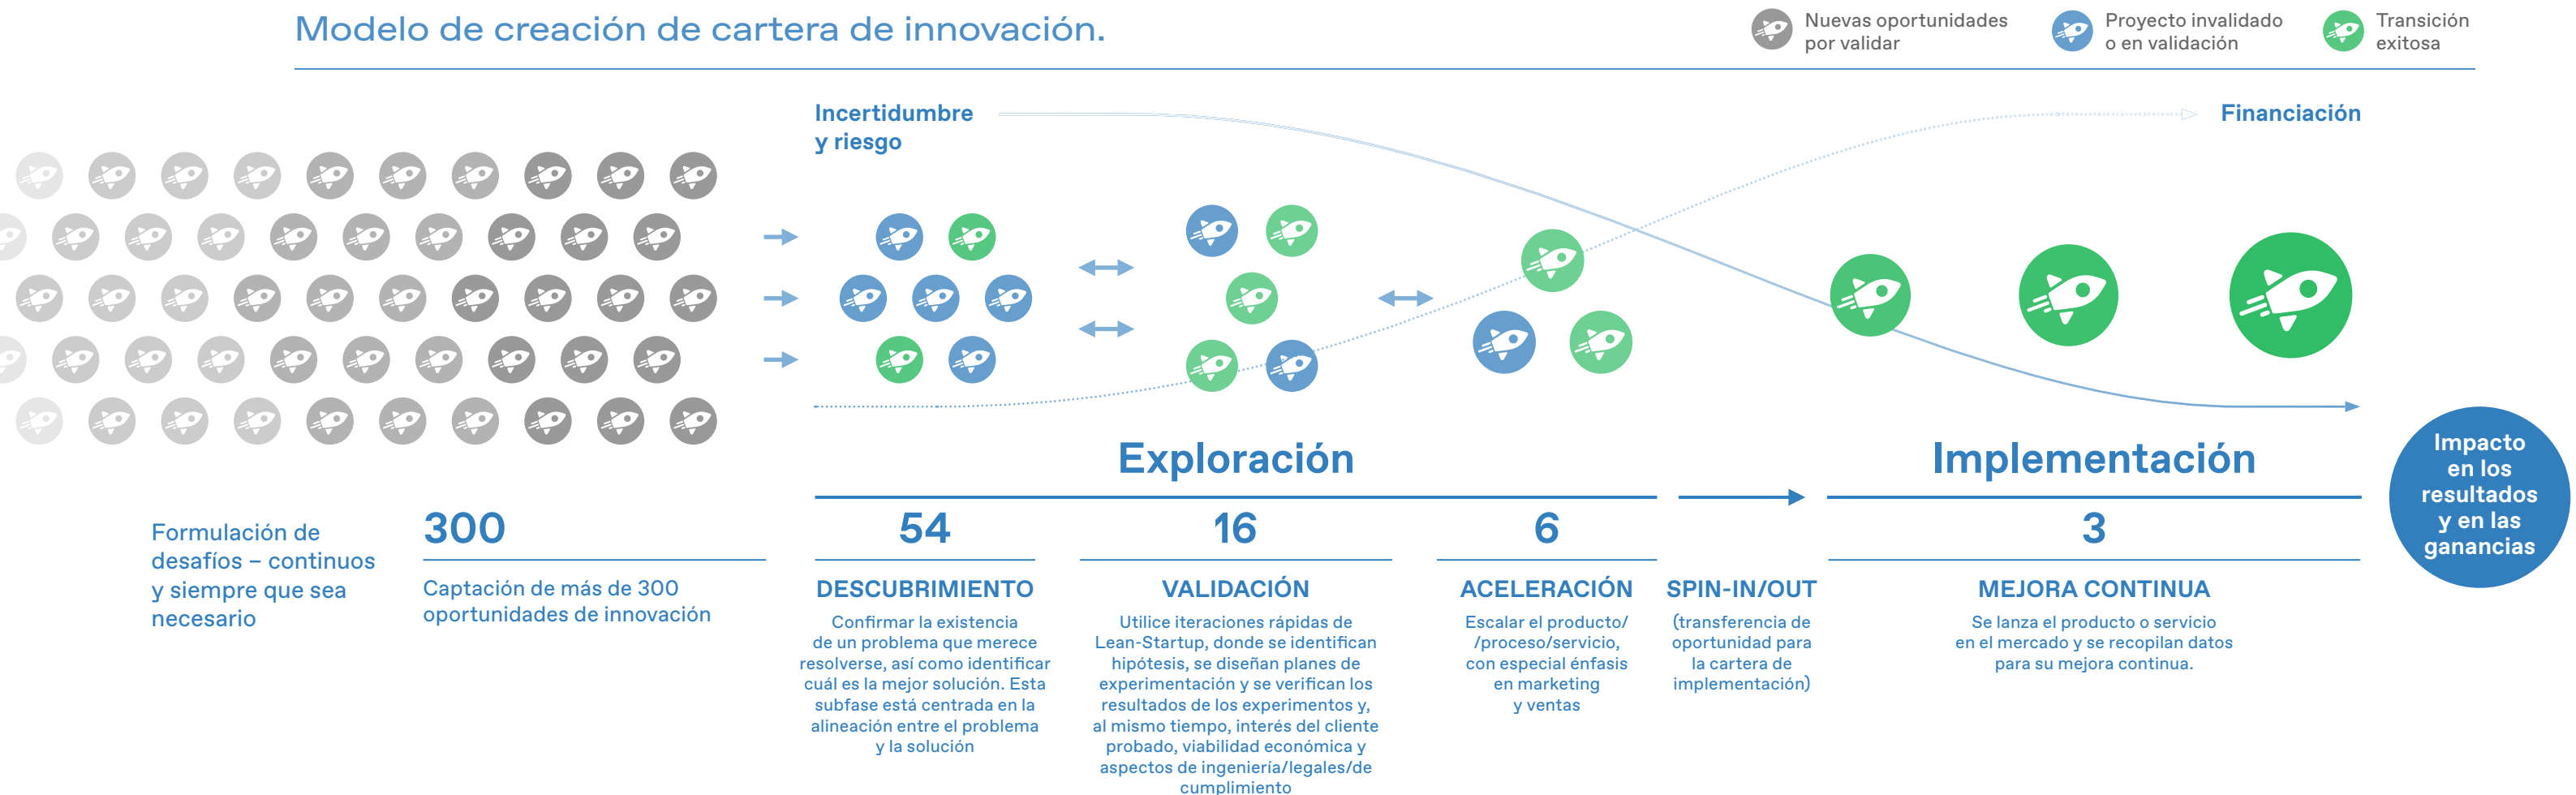 Modelo de creación de cartera de innovación.
Nuevas oportunidades
por validar
Proyecto invalidado
o en validación
Transición
exitosa
Incertidumbre
y riesgo
Financiación
Exploración
Implementación
Impacto
en los
resultados
y en las
ganancias
Formulación de
desafíos – continuos
y siempre que sea
necesario
300
Captación de más de 300
oportunidades de innovación
54
DESCUBRIMIENTO
Confirmar la existencia
de un problema que merece
resolverse, así como identificar
cuál es la mejor solución. Esta
subfase está centrada en la
alineación entre el problema
y la solución
16
VALIDACIÓN
Utilice iteraciones rápidas de
Lean-Startup, donde se identifican
hipótesis, se diseñan planes de
experimentación y se verifican los
resultados de los experimentos y,
al mismo tiempo, interés del cliente
probado, viabilidad económica y
aspectos de ingeniería/legales/de
cumplimiento
6
ACELERACIÓN
Escalar el producto/
/proceso/servicio,
con especial énfasis
en marketing
y ventas
SPIN-IN/OUT
(transferencia de
oportunidad para
la cartera de
implementación)
3
MEJORA CONTINUA
Se lanza el producto o servicio
en el mercado y se recopilan datos
para su mejora continua.